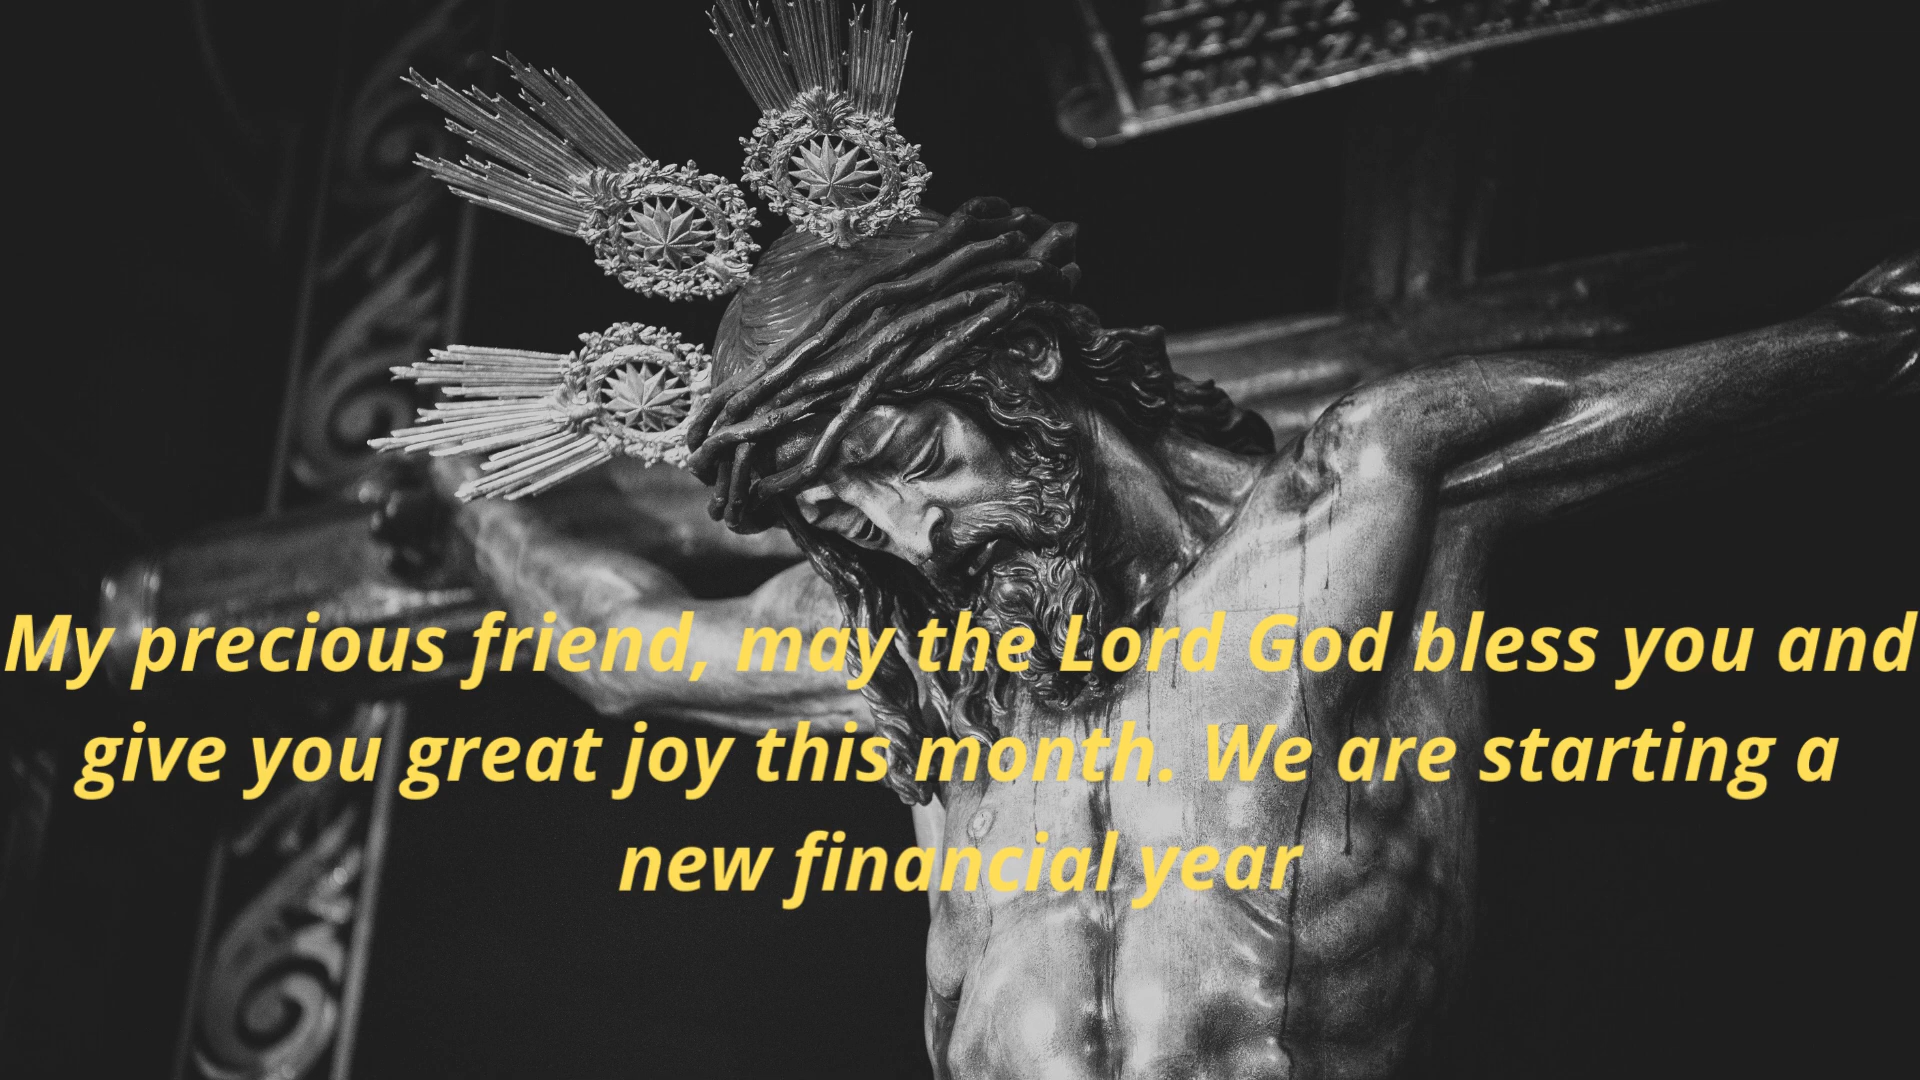 My precious friend, may the Lord God bless you and
give you great joy this month. We are starting a
new financial year